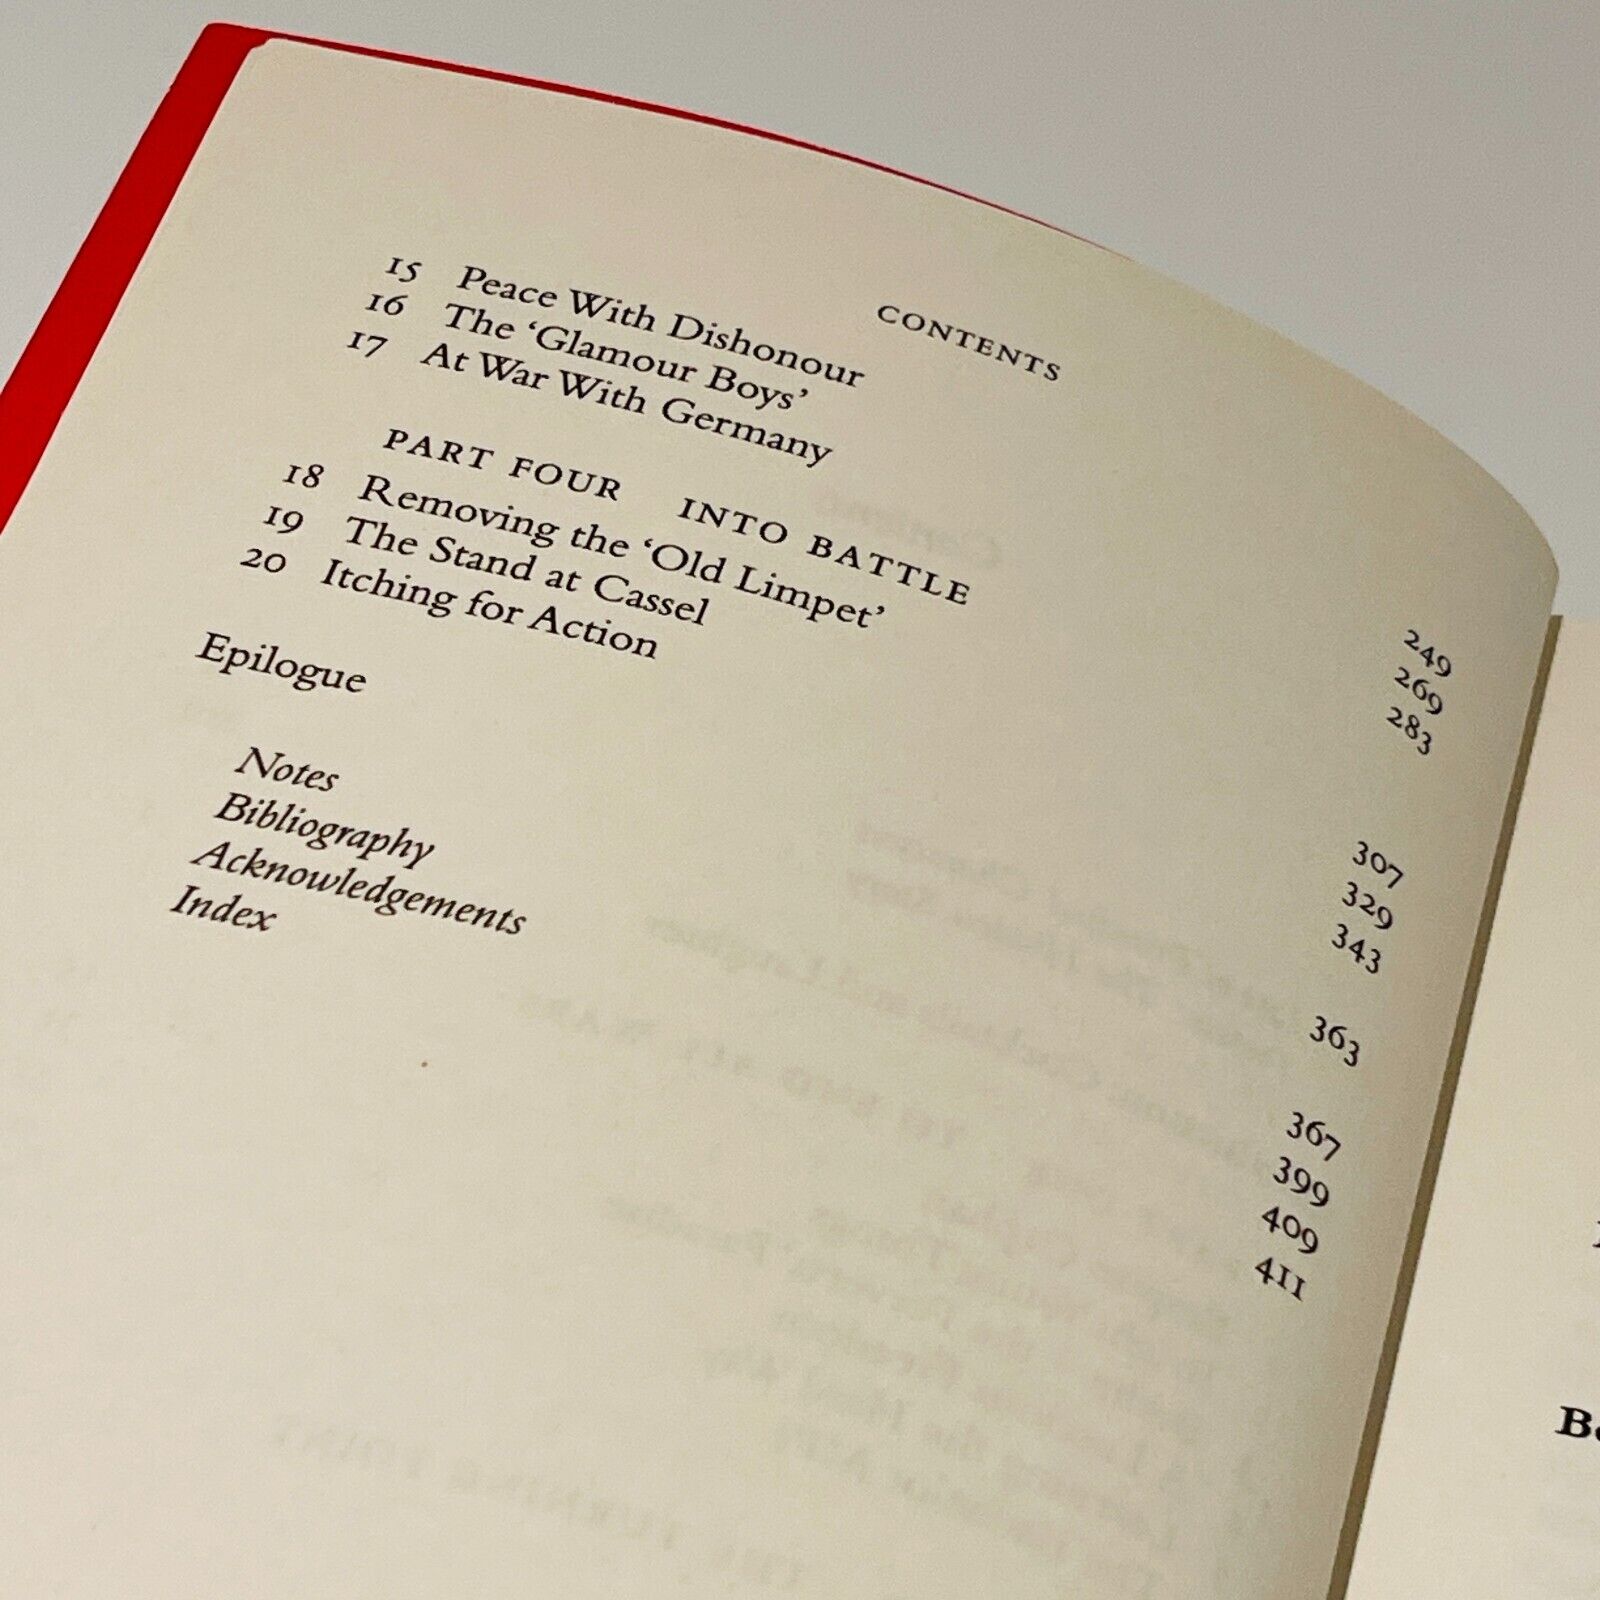 CONTENTS
15 Peace With Dishonour 249
16 The ‘Glamour Boys’ 269
17 At War With Germany 283
PART FOUR INTO BATTLE
18 Removing the ‘Old Limpet’ 307
19 The Stand at Cassel 329
20 Itching for Action 343
Epilogue 363
Notes 367
Bibliography 399
Acknowledgements 409
Index 411